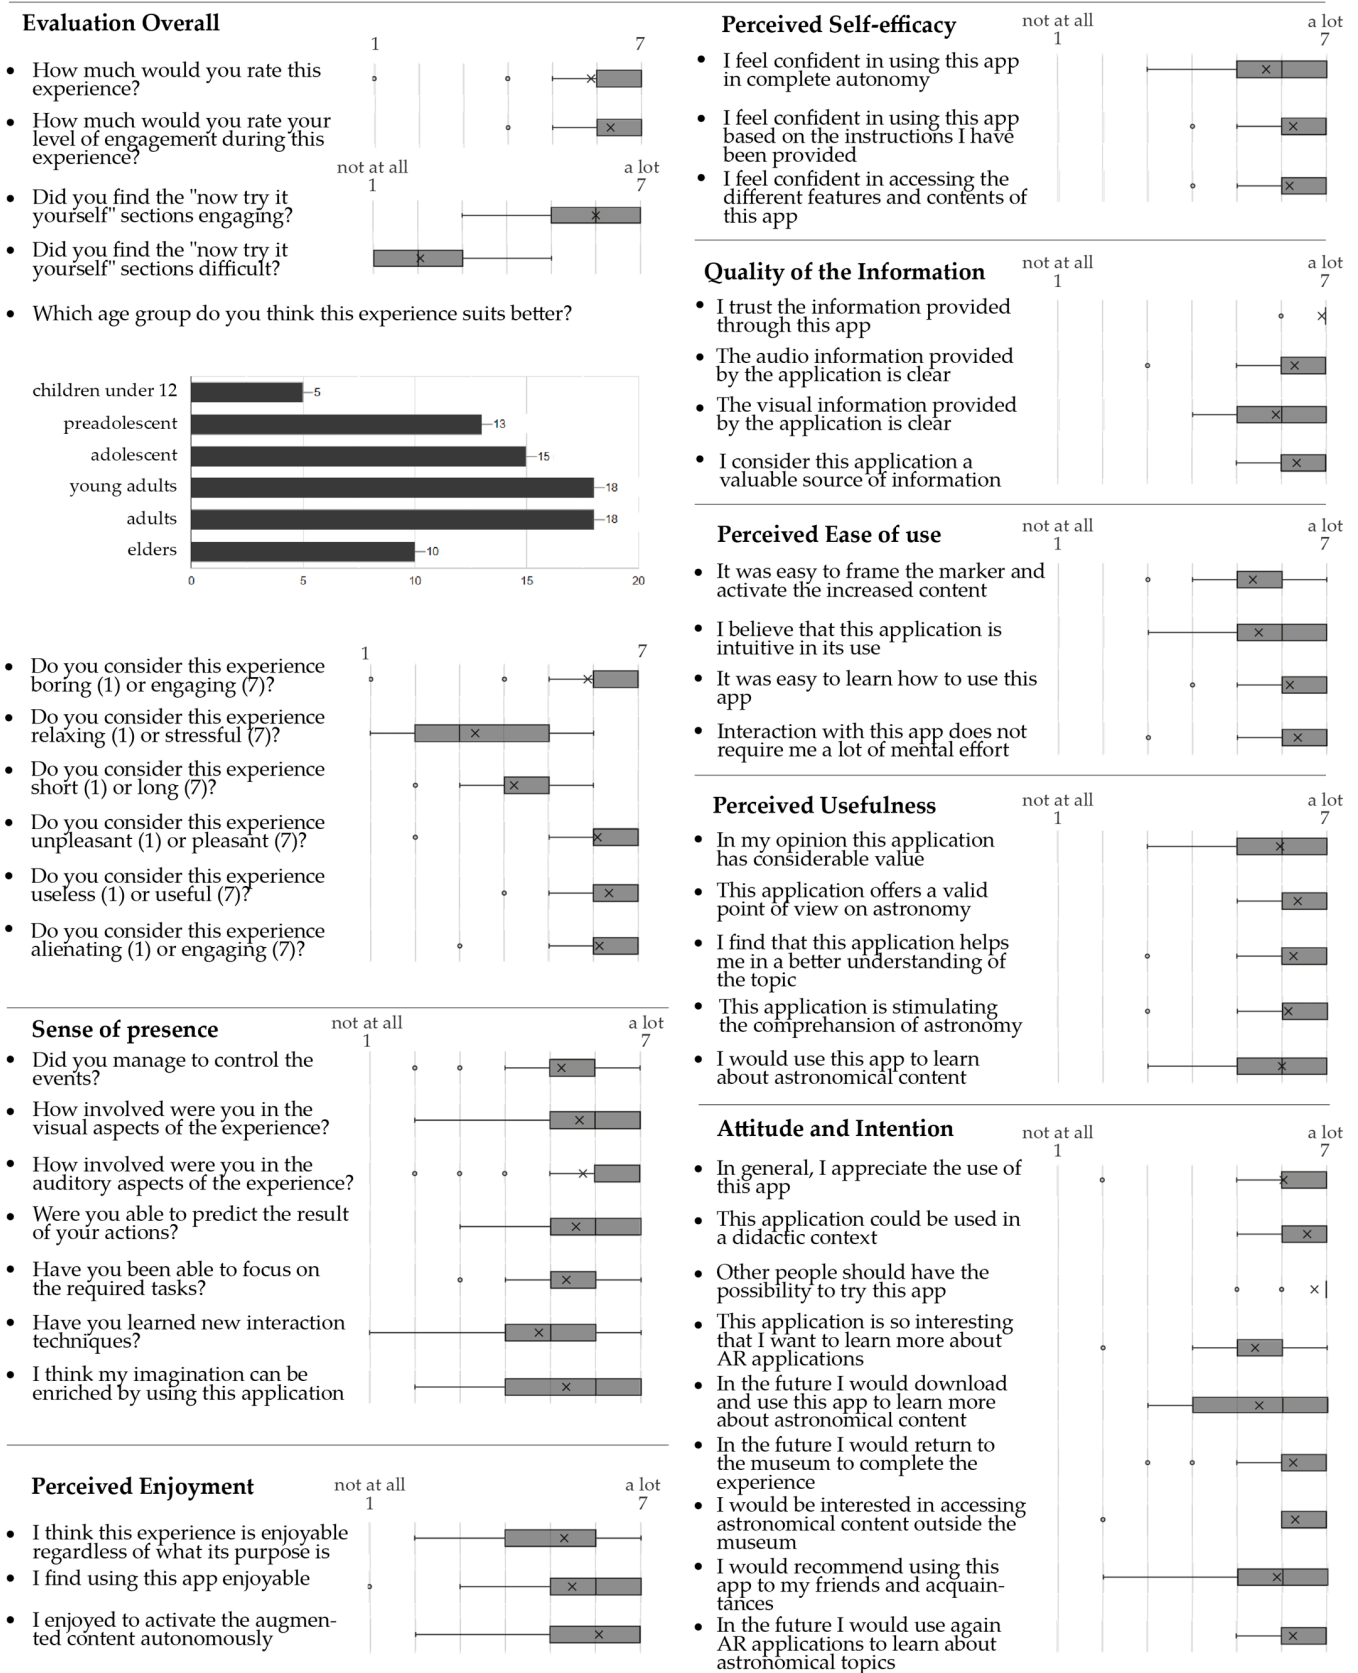 Evaluation Overall
1 7
• How much would you rate this
experience?
• How much would you rate your
level of engagement during this
experience?
not at all a lot
1 7
• Did you find the "now try it
yourself" sections engaging?
• Did you find the "now try it
yourself" sections difficult?
• Which age group do you think this experience suits better?
children under 12 5
preadolescent 13
adolescent 15
young adults 18
adults 18
elders 10
0 5 10 15 20
1 7
• Do you consider this experience
boring (1) or engaging (7)?
• Do you consider this experience
relaxing (1) or stressful (7)?
• Do you consider this experience
short (1) or long (7)?
• Do you consider this experience
unpleasant (1) or pleasant (7)?
• Do you consider this experience
useless (1) or useful (7)?
• Do you consider this experience
alienating (1) or engaging (7)?
Sense of presence
not at all a lot
1 7
• Did you manage to control the
events?
• How involved were you in the
visual aspects of the experience?
• How involved were you in the
auditory aspects of the experience?
• Were you able to predict the result
of your actions?
• Have you been able to focus on
the required tasks?
• Have you learned new interaction
techniques?
• I think my imagination can be
enriched by using this application
Perceived Enjoyment
not at all a lot
1 7
• I think this experience is enjoyable
regardless of what its purpose is
• I find using this app enjoyable
• I enjoyed to activate the augmen-
ted content autonomously
Perceived Self-efficacy
not at all a lot
1 7
• I feel confident in using this app
in complete autonomy
• I feel confident in using this app
based on the instructions I have
been provided
• I feel confident in accessing the
different features and contents of
this app
Quality of the Information
not at all a lot
1 7
• I trust the information provided
through this app
• The audio information provided
by the application is clear
• The visual information provided
by the application is clear
• I consider this application a
valuable source of information
Perceived Ease of use
not at all a lot
1 7
• It was easy to frame the marker and
activate the increased content
• I believe that this application is
intuitive in its use
• It was easy to learn how to use this
app
• Interaction with this app does not
require me a lot of mental effort
Perceived Usefulness
not at all a lot
1 7
• In my opinion this application
has considerable value
• This application offers a valid
point of view on astronomy
• I find that this application helps
me in a better understanding of
the topic
• This application is stimulating
the comprehansion of astronomy
• I would use this app to learn
about astronomical content
Attitude and Intention
not at all a lot
1 7
• In general, I appreciate the use of
this app
• This application could be used in
a didactic context
• Other people should have the
possibility to try this app
• This application is so interesting
that I want to learn more about
AR applications
• In the future I would download
and use this app to learn more
about astronomical content
• In the future I would return to
the museum to complete the
experience
• I would be interested in accessing
astronomical content outside the
museum
• I would recommend using this
app to my friends and acquain-
tances
• In the future I would use again
AR applications to learn about
astronomical topics